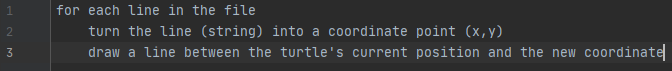 1 for each line in the file
2 turn the line (string) into a coordinate point (x,y)
3 draw a line between the turtle's current position and the new coordinate